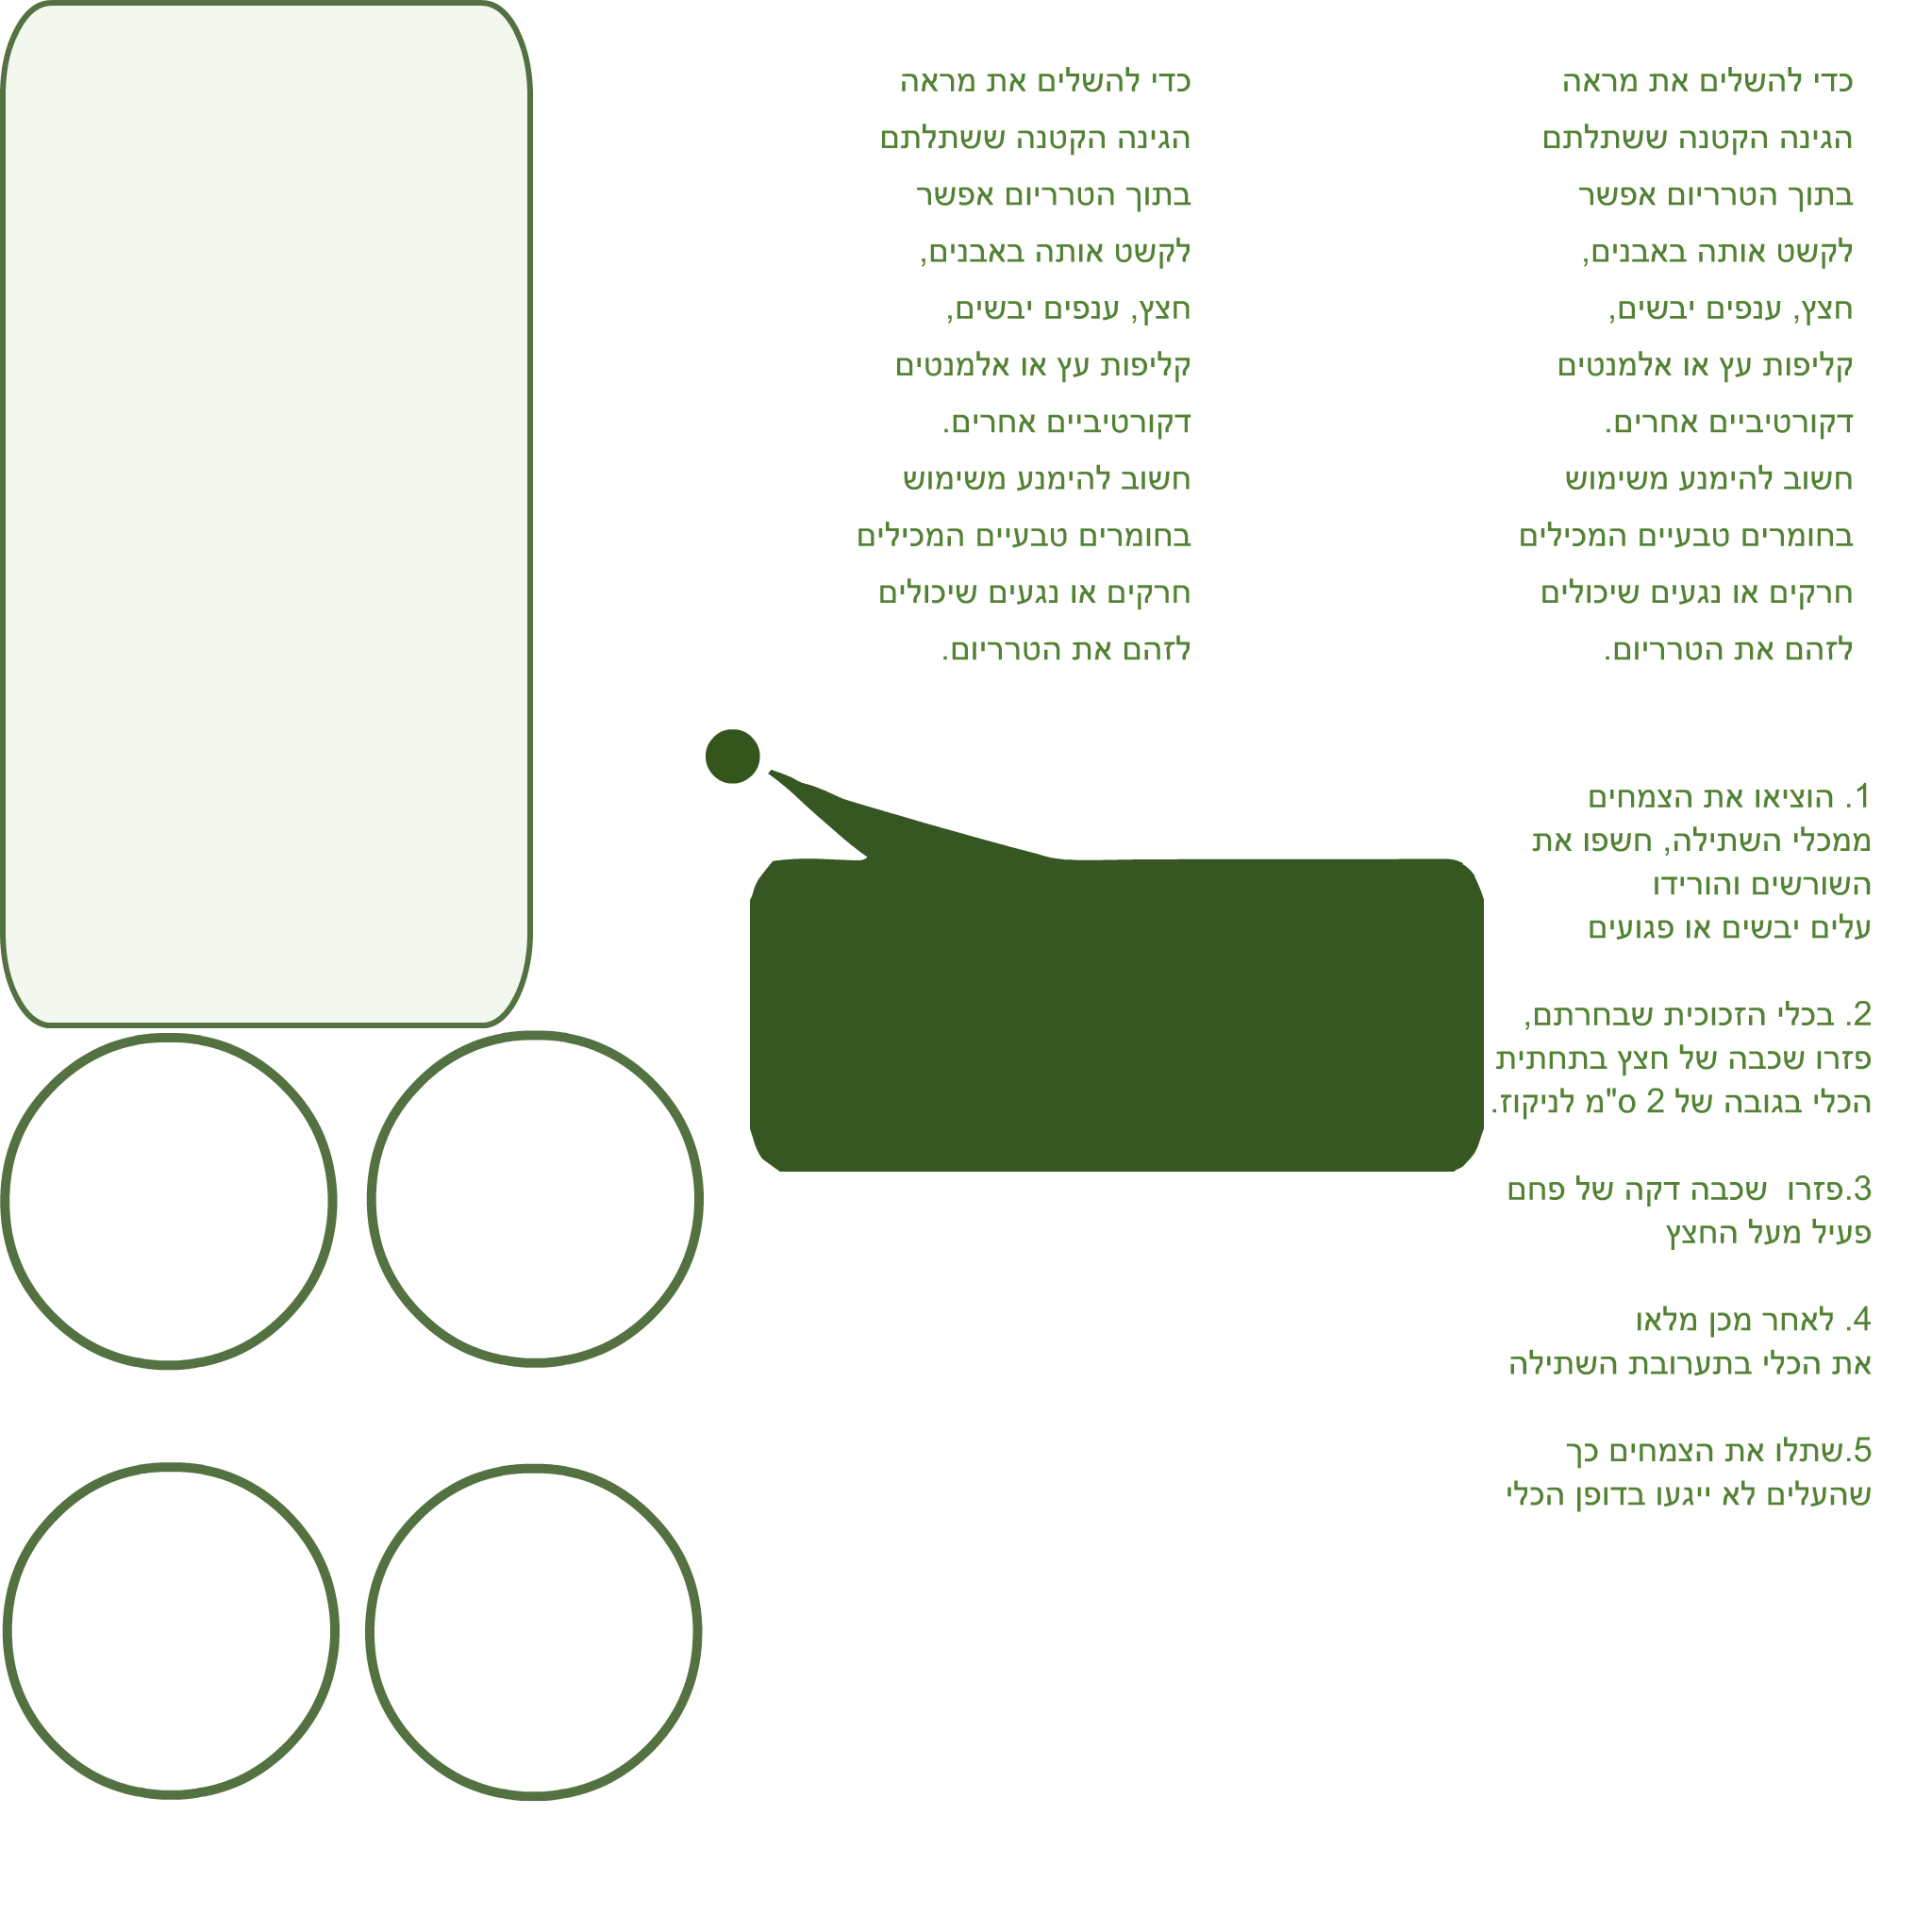 כדי להשלים את מראה
הגינה הקטנה ששתלתם
בתוך הטרריום אפשר
לקשט אותה באבנים,
חצץ, ענפים יבשים,
קליפות עץ או אלמנטים
דקורטיביים אחרים.
חשוב להימנע משימוש
בחומרים טבעיים המכילים
חרקים או נגעים שיכולים
לזהם את הטרריום.
כדי להשלים את מראה
הגינה הקטנה ששתלתם
בתוך הטרריום אפשר
לקשט אותה באבנים,
חצץ, ענפים יבשים,
קליפות עץ או אלמנטים
דקורטיביים אחרים.
חשוב להימנע משימוש
בחומרים טבעיים המכילים
חרקים או נגעים שיכולים
לזהם את הטרריום.
1. הוציאו את הצמחים
ממכלי השתילה, חשפו את
השורשים והורידו
עלים יבשים או פגועים
2. בכלי הזכוכית שבחרתם,
פזרו שכבה של חצץ בתחתית
הכלי בגובה של 2 ס"מ לניקוז.
3.פזרו  שכבה דקה של פחם
פעיל מעל החצץ
4. לאחר מכן מלאו
את הכלי בתערובת השתילה
5.שתלו את הצמחים כך
שהעלים לא ייגעו בדופן הכלי